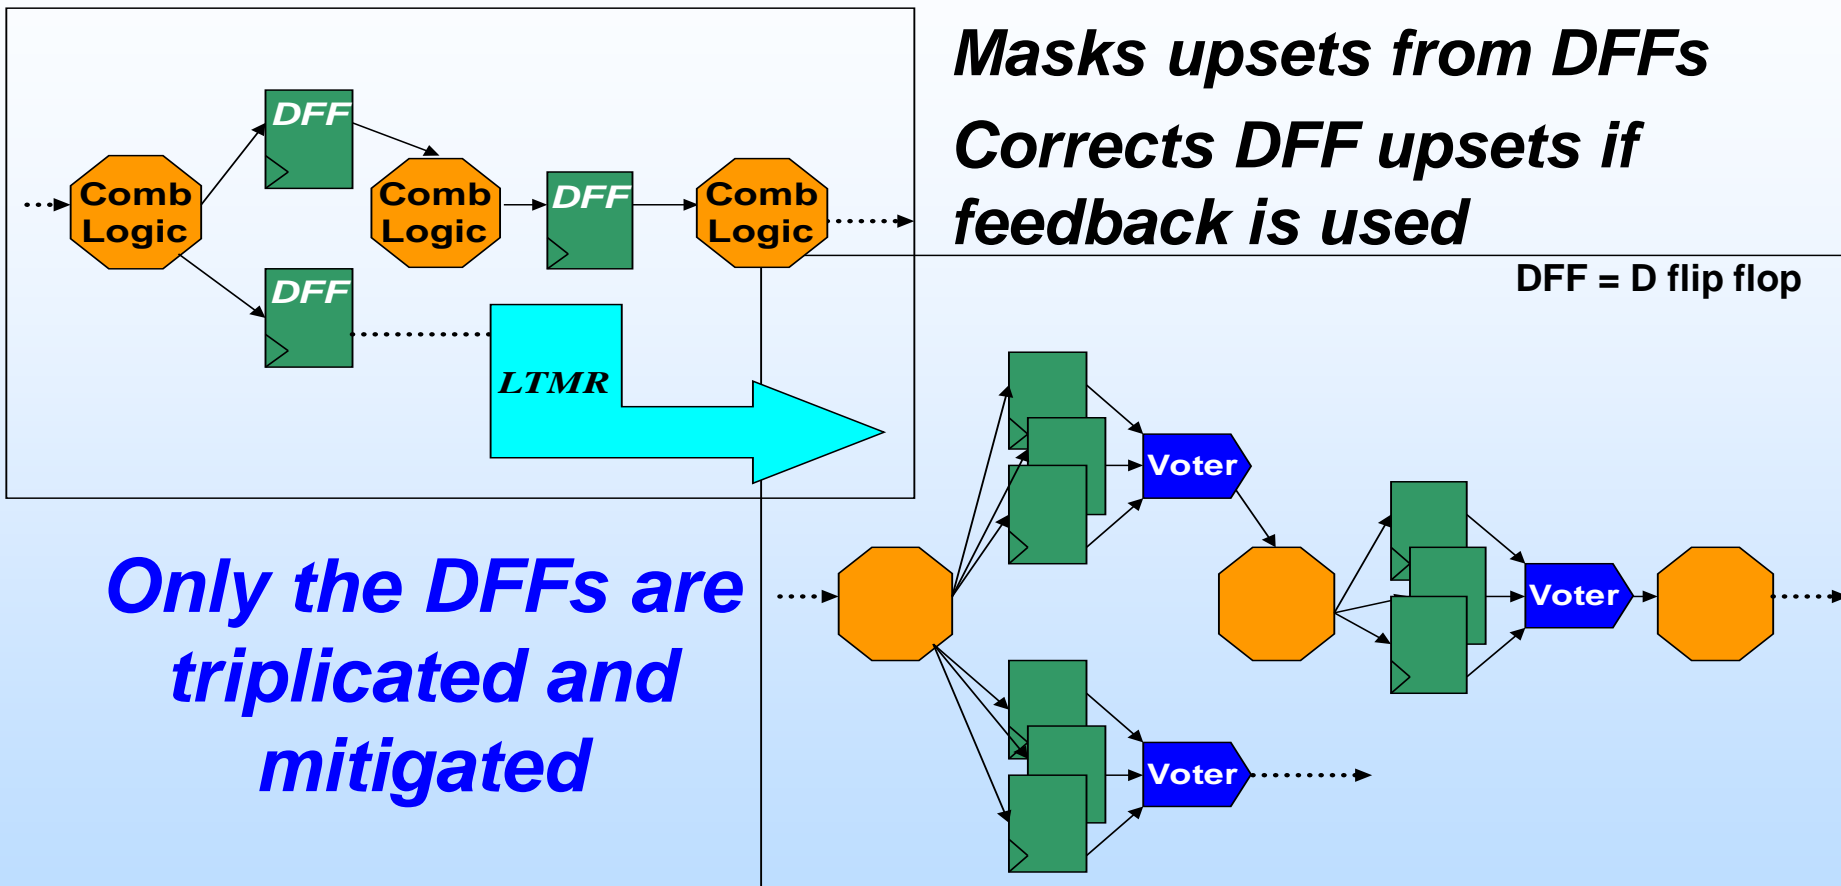 Masks upsets from DFFs
Corrects DFF upsets if
feedback is used
DFF = D flip flop
DFF
Comb
Logic
Comb
Logic
DFF
Comb
Logic
DFF
LTMR
Only the DFFs are
triplicated and
mitigated
Voter
Voter
Voter